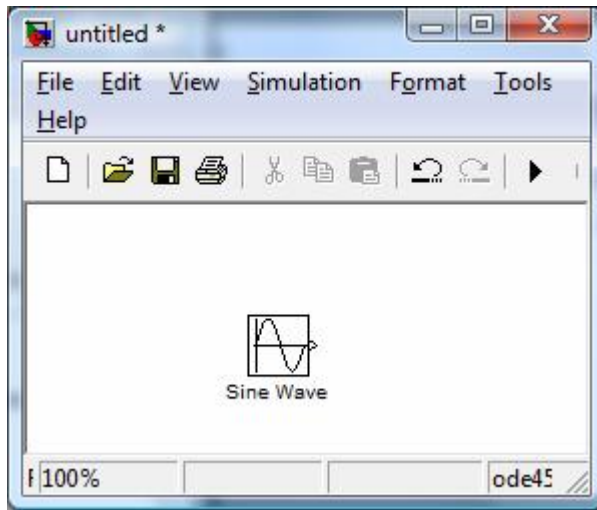 untitled *
File Edit View Simulation Format Tools
Help
Sine Wave
100% ode45